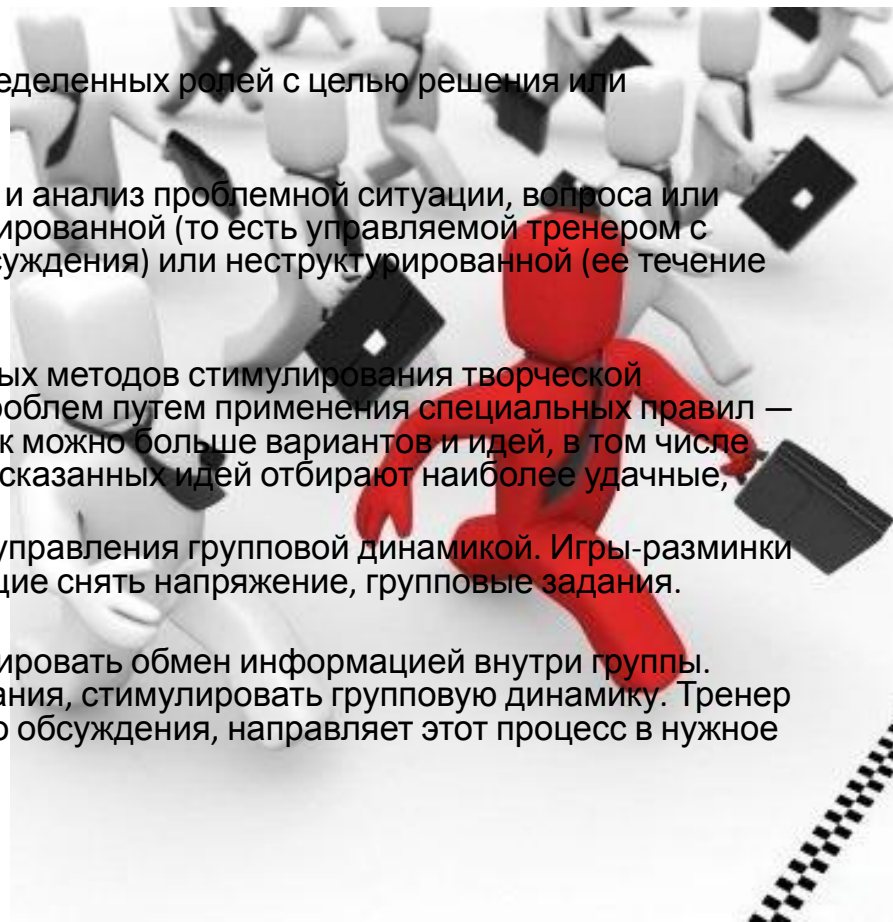 еделенных ролей с целью решения или
и анализ проблемной ситуации, вопроса или
ированной (то есть управляемой тренером с
суждения) или неструктурированной (ее течение
ых методов стимулирования творческой
роблем путем применения специальных правил —
к можно больше вариантов и идей, в том числе
сказанных идей отбирают наиболее удачные,
управления групповой динамикой. Игры-разминки
щие снять напряжение, групповые задания.
ировать обмен информацией внутри группы.
ания, стимулировать групповую динамику. Тренер
о обсуждения, направляет этот процесс в нужное